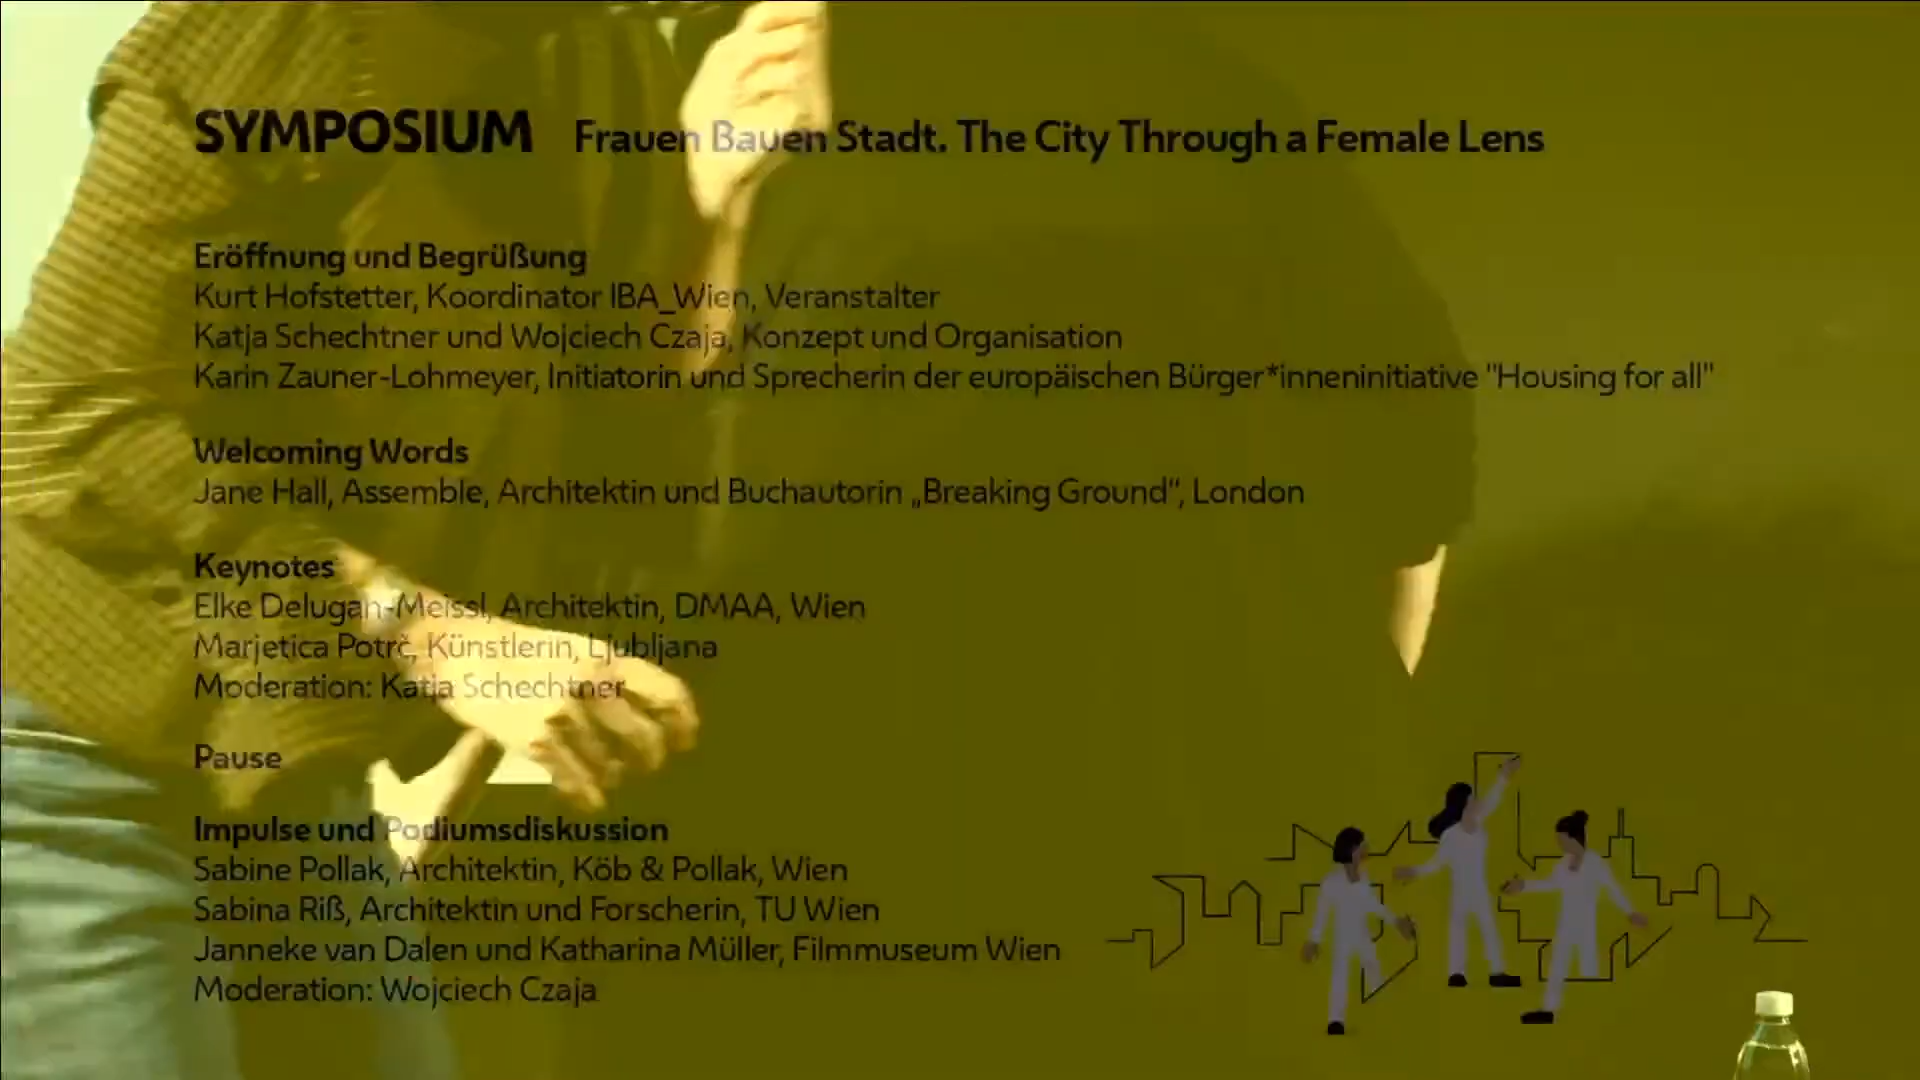 SYMPOSIUM Frauen Bauen Stadt. The City Through a Female Lens
Eröffnung und Begrüßung
Kurt Hofstetter, Koordinator IBA_Wien, Veranstalter
Katja Schechtner und Wojciech Czaja, Konzept und Organisation
Karin Zauner-Lohmeyer, Initiatorin und Sprecherin der europäischen Bürger*inneninitiative "Housing for all"
Welcoming Words
Jane Hall, Assemble, Architektin und Buchautorin „Breaking Ground“, London
Keynotes
Elke Delugan-Meissl, Architektin, DMAA, Wien
Marjetica Potrč, Künstlerin, Ljubljana
Moderation: Katja Schechtner
Pause
Impulse und Podiumsdiskussion
Sabine Pollak, Architektin, Köb & Pollak, Wien
Sabina Riß, Architektin und Forscherin, TU Wien
Janneke van Dalen und Katharina Müller, Filmmuseum Wien
Moderation: Wojciech Czaja